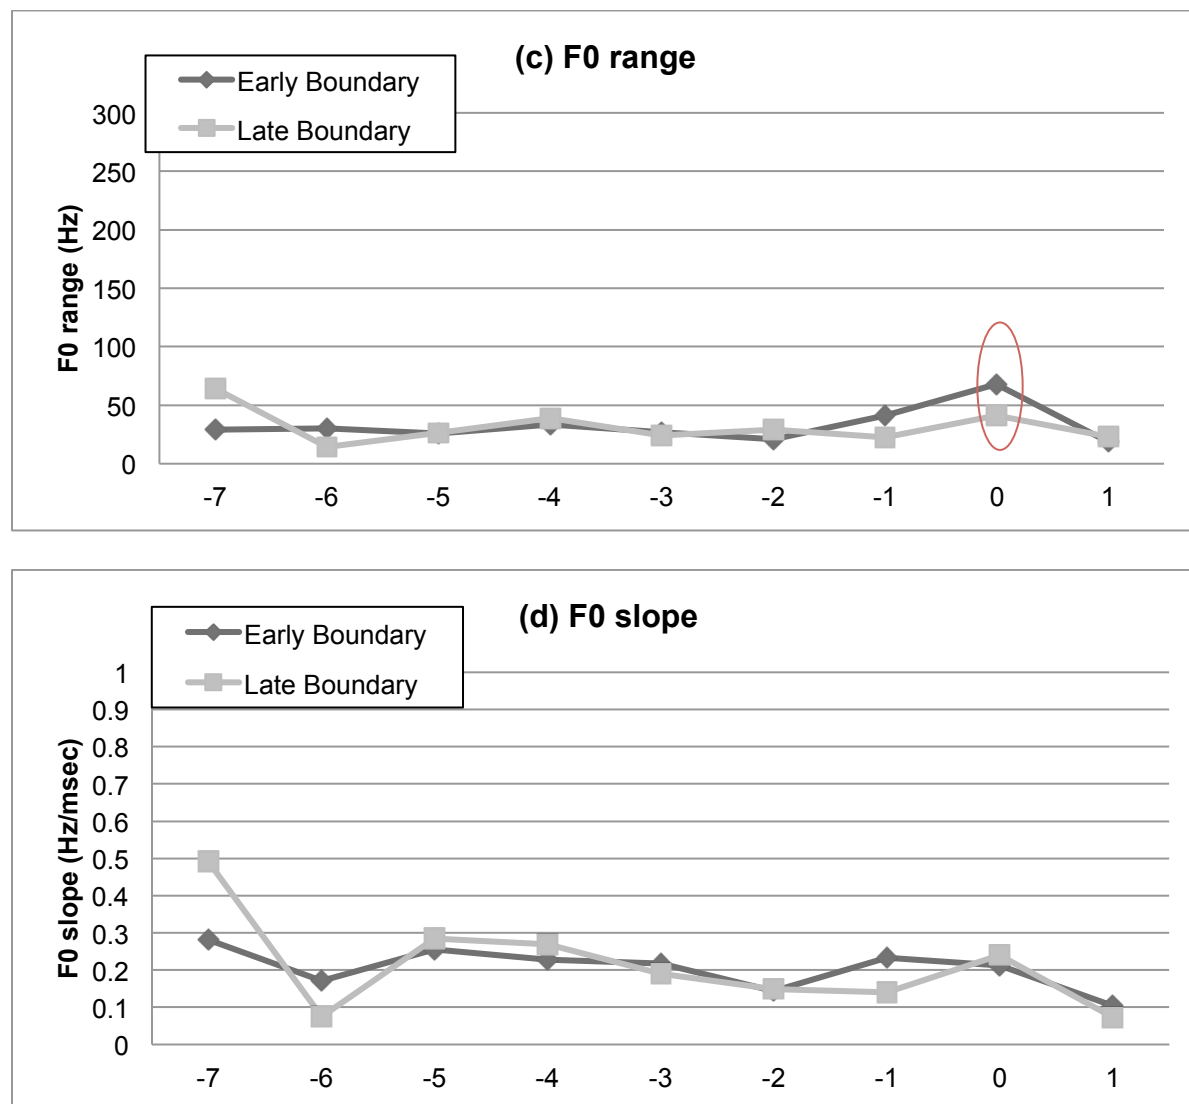 (c) F0 range
Early Boundary
Late Boundary
F0 range (Hz)
300
250
200
150
100
50
0
-7 -6 -5 -4 -3 -2 -1 0 1
(d) F0 slope
Early Boundary
Late Boundary
F0 slope (Hz/msec)
1
0.9
0.8
0.7
0.6
0.5
0.4
0.3
0.2
0.1
0
-7 -6 -5 -4 -3 -2 -1 0 1